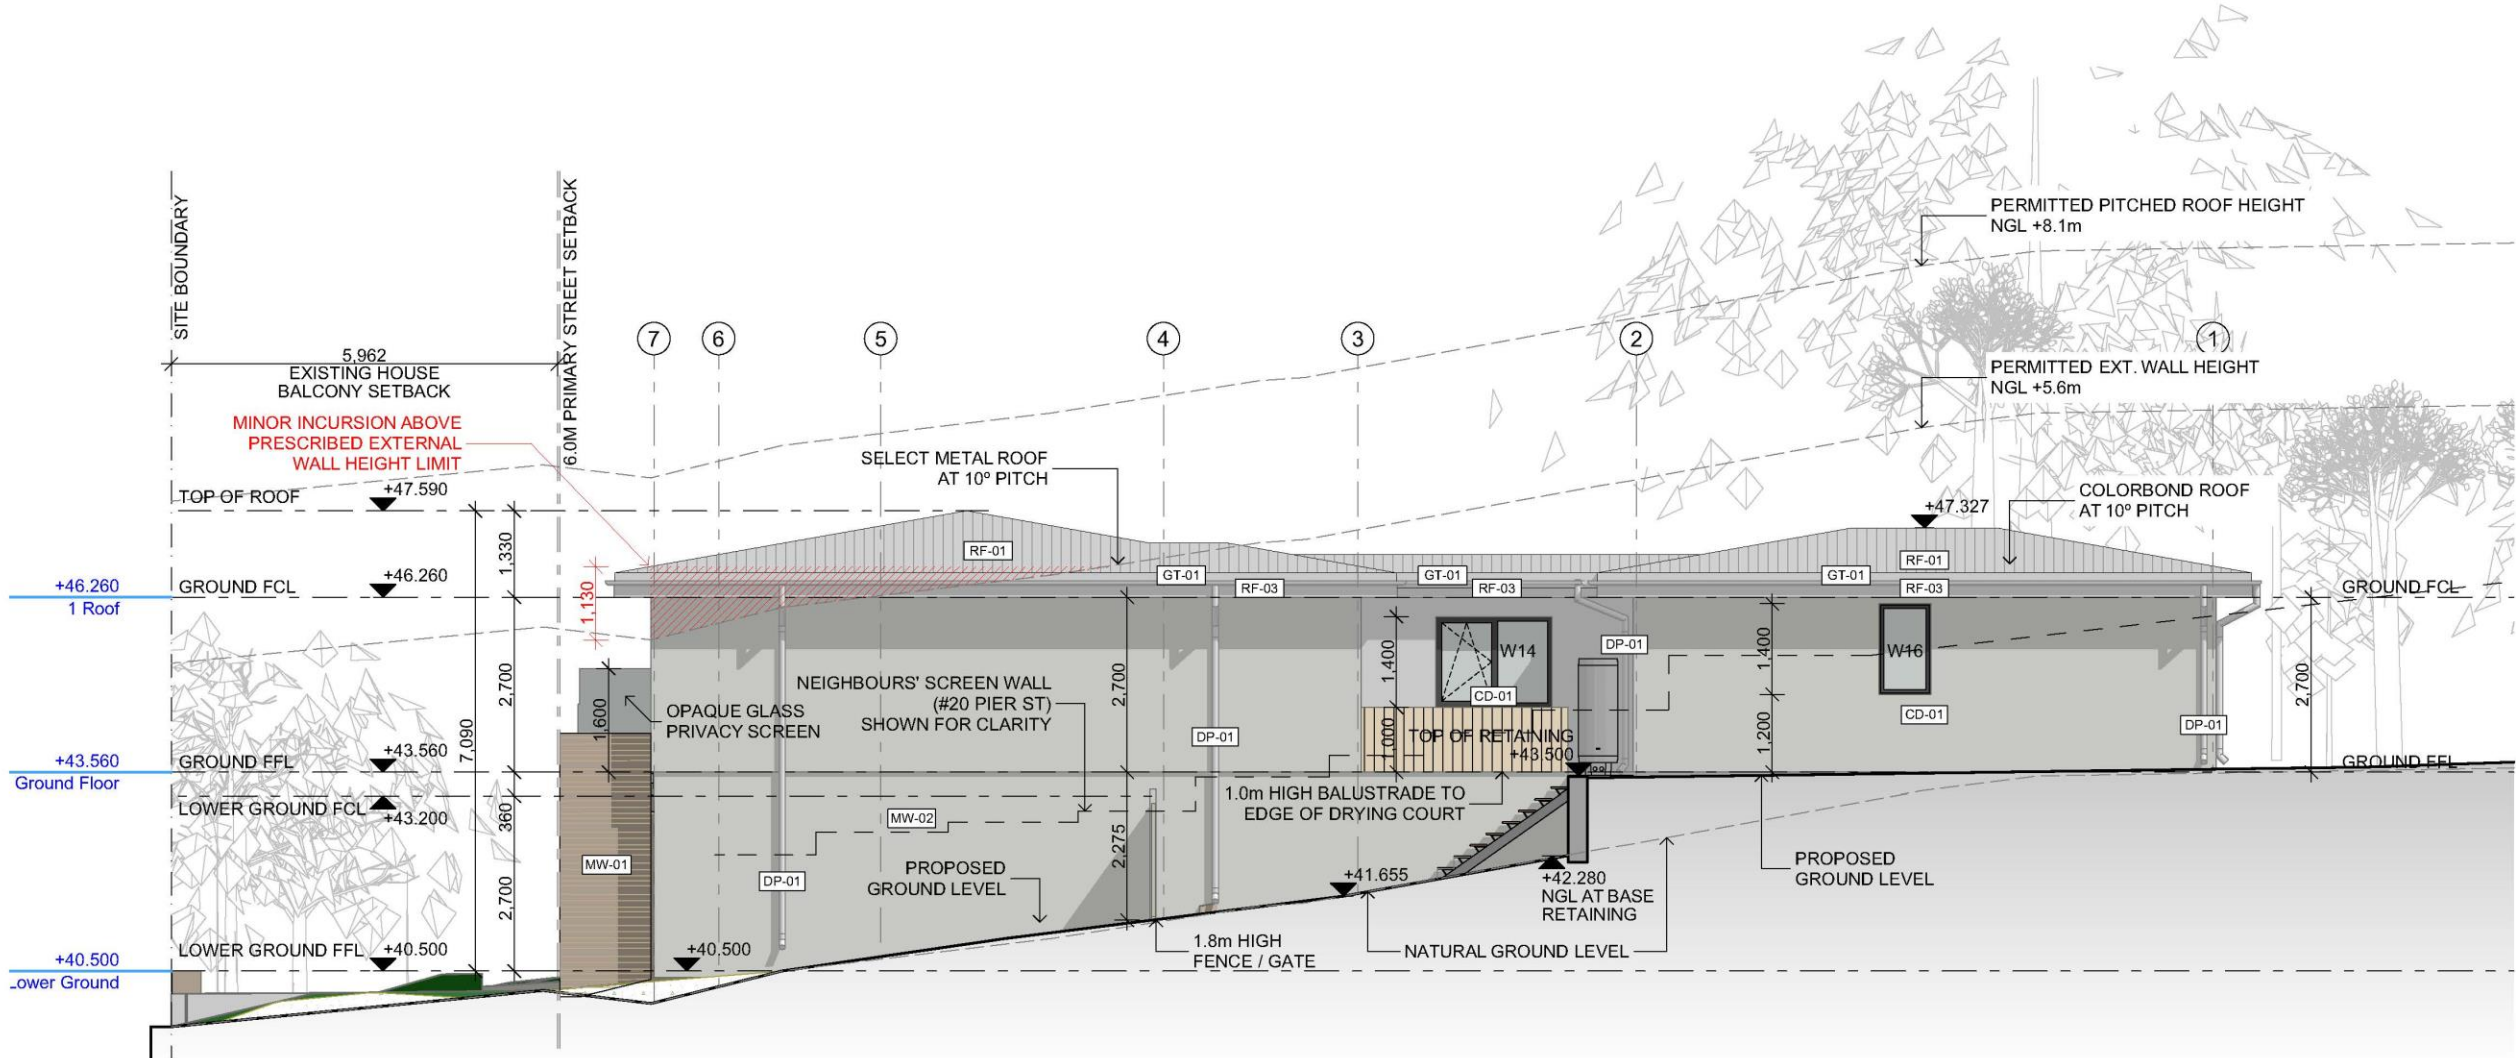 SITE BOUNDARY
6.0M PRIMARY STREET SETBACK
5,962
EXISTING HOUSE
BALCONY SETBACK
MINOR INCURSION ABOVE
PRESCRIBED EXTERNAL
WALL HEIGHT LIMIT
7
6
5
4
3
2
1
PERMITTED PITCHED ROOF HEIGHT
NGL +8.1m
PERMITTED EXT. WALL HEIGHT
NGL +5.6m
SELECT METAL ROOF
AT 10º PITCH
COLORBOND ROOF
AT 10º PITCH
TOP OF ROOF
+47.590
+47.327
1,330
RF-01
RF-01
+46.260
1 Roof
GROUND FCL
+46.260
1,130
GT-01
GT-01
GT-01
RF-03
RF-03
RF-03
GROUND FCL
2,700
7,090
1,600
OPAQUE GLASS
PRIVACY SCREEN
NEIGHBOURS' SCREEN WALL
(#20 PIER ST)
SHOWN FOR CLARITY
2,700
1,400
W14
CD-01
DP-01
1,400
W16
CD-01
2,700
DP-01
DP-01
1,000
TOP OF RETAINING
+43.500
1,200
+43.560
Ground Floor
GROUND FFL
+43.560
GROUND FFL
LOWER GROUND FCL
+43.200
360
MW-02
1.0m HIGH BALUSTRADE TO
EDGE OF DRYING COURT
2,275
MW-01
2,700
DP-01
PROPOSED
GROUND LEVEL
+41.655
+42.280
NGL AT BASE
RETAINING
PROPOSED
GROUND LEVEL
+40.500
Lower Ground
LOWER GROUND FFL
+40.500
+40.500
1.8m HIGH
FENCE / GATE
NATURAL GROUND LEVEL